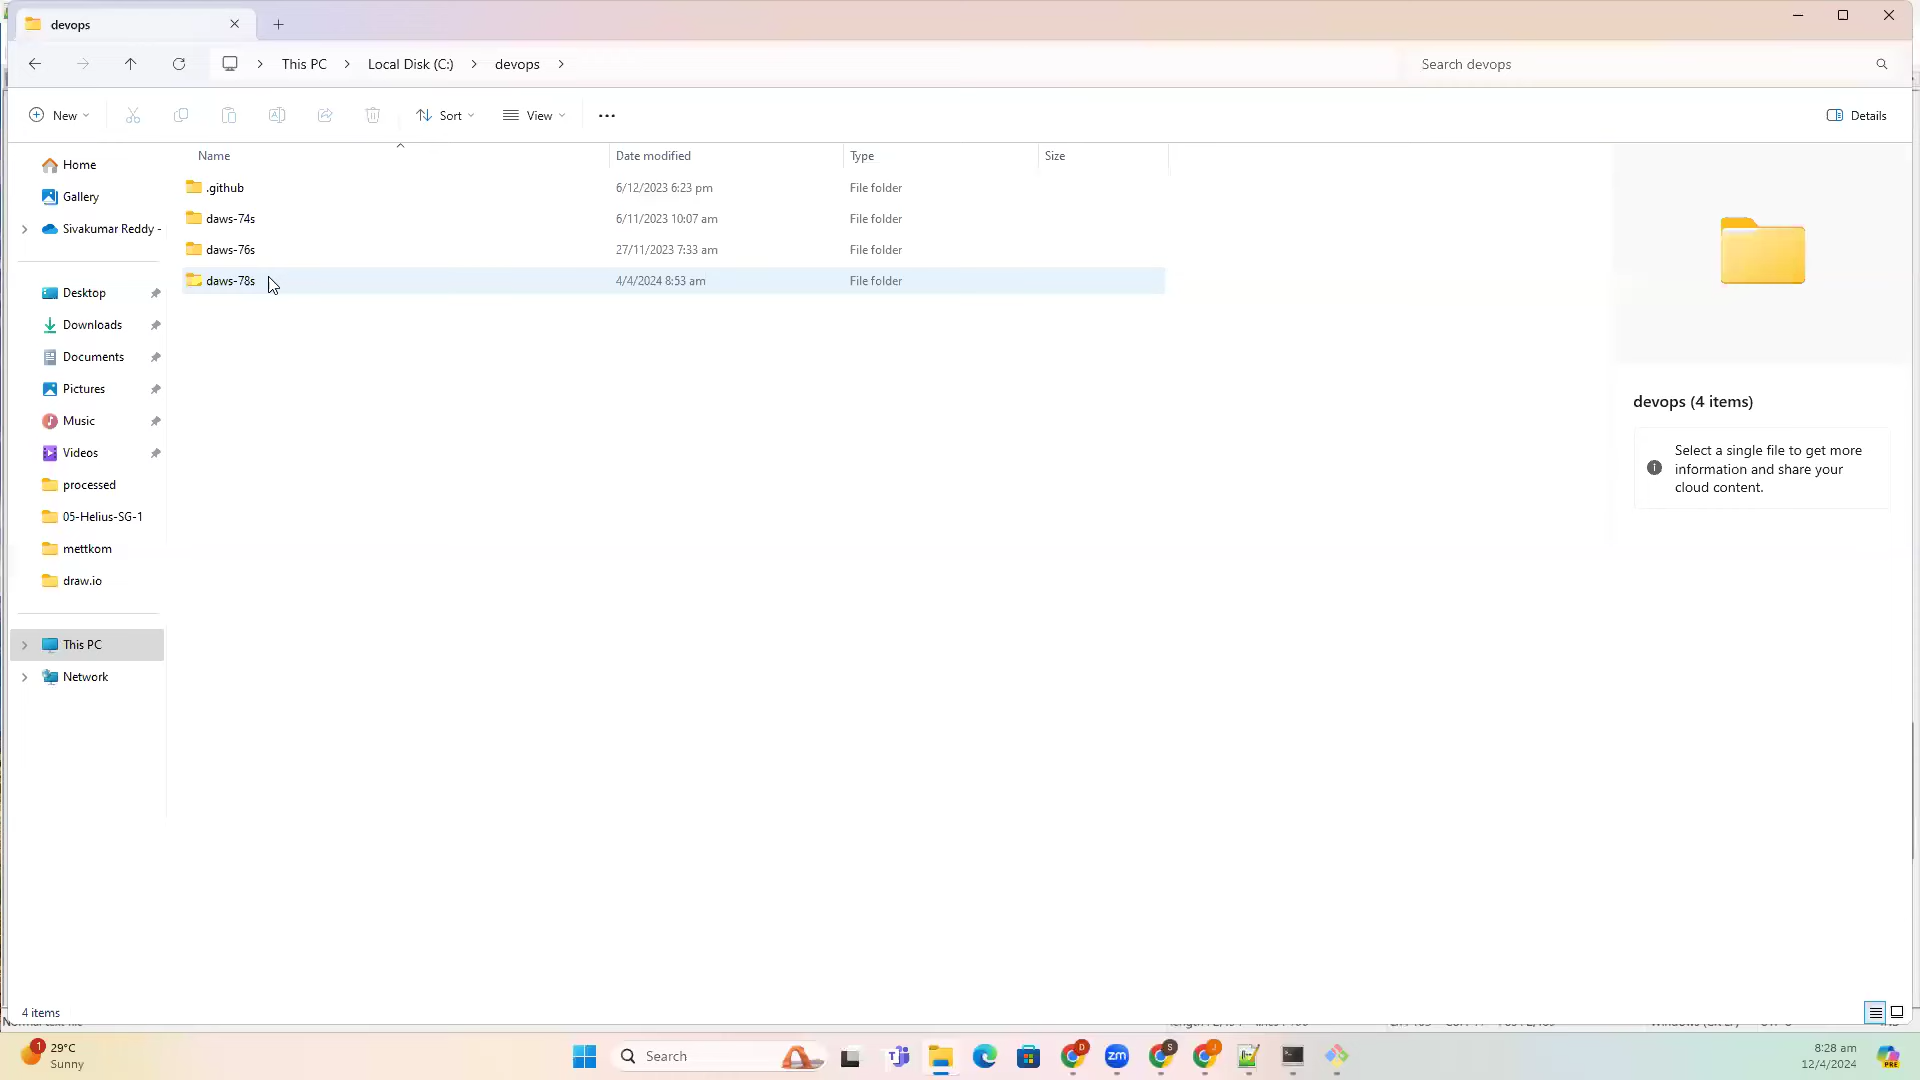 devops
This PC
Local Disk (C:)
devops
Search devops
New
Sort
View
Details
Name
Date modified
Type
Size
.github
6/12/2023 6:23 pm
File folder
daws-74s
6/11/2023 10:07 am
File folder
daws-76s
27/11/2023 7:33 am
File folder
daws-78s
4/4/2024 8:53 am
File folder
Home
Gallery
Sivakumar Reddy -
Desktop
Downloads
Documents
Pictures
Music
Videos
processed
05-Helius-SG-1
mettkom
draw.io
This PC
Network
devops (4 items)
Select a single file to get more
information and share your
cloud content.
4 items
1
29°C
Sunny
Search
D
zm
S
J
PRE
8:28 am
12/4/2024